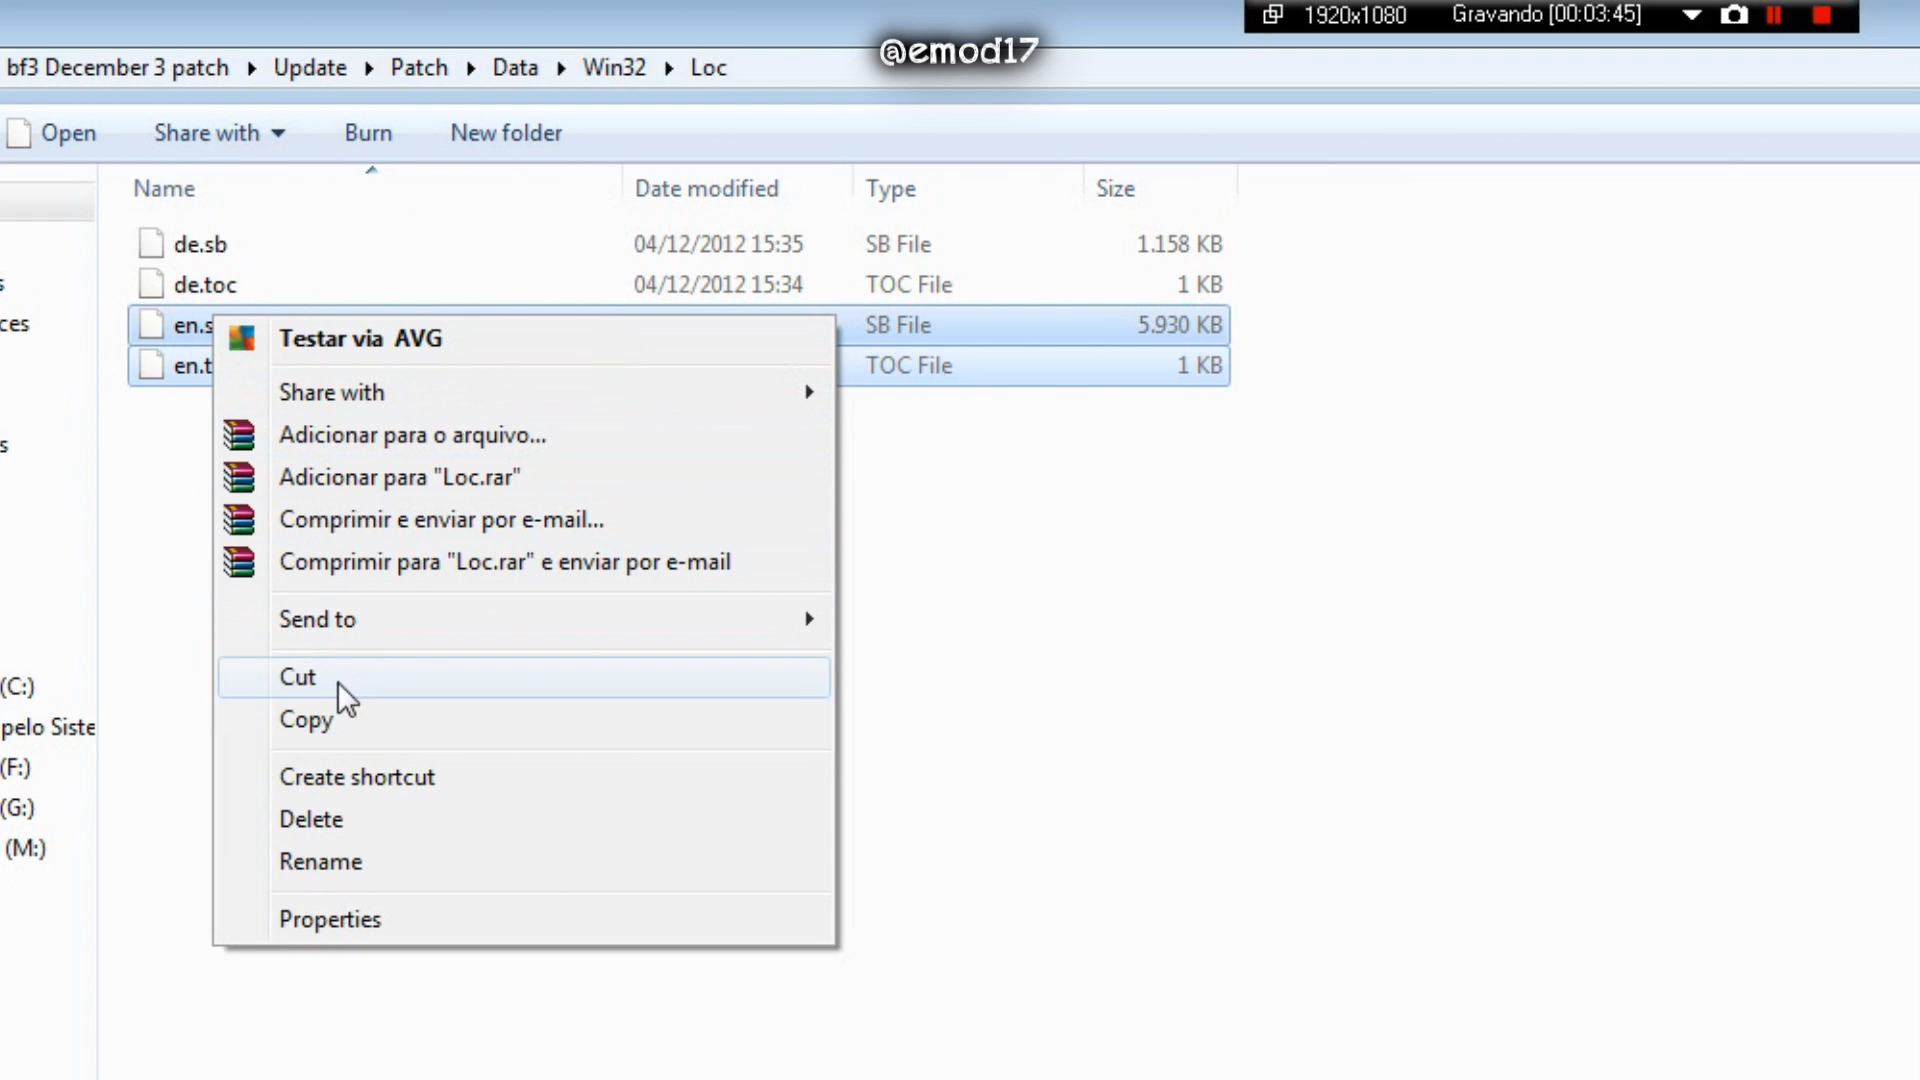 1920x1080 Gravando [00:03:45]
@emod17
bf3 December 3 patch Update Patch Data Win32 Loc
Open Share with Burn New folder
Name Date modified Type Size
de.sb 04/12/2012 15:35 SB File 1.158 KB
de.toc 04/12/2012 15:34 TOC File 1 KB
en.s SB File 5.930 KB
en.t TOC File 1 KB
Testar via AVG
Share with
Adicionar para o arquivo...
Adicionar para "Loc.rar"
Comprimir e enviar por e-mail...
Comprimir para "Loc.rar" e enviar por e-mail
Send to
Cut
Copy
Create shortcut
Delete
Rename
Properties
s
ces
s
(C:)
pelo Siste
(F:)
(G:)
(M:)